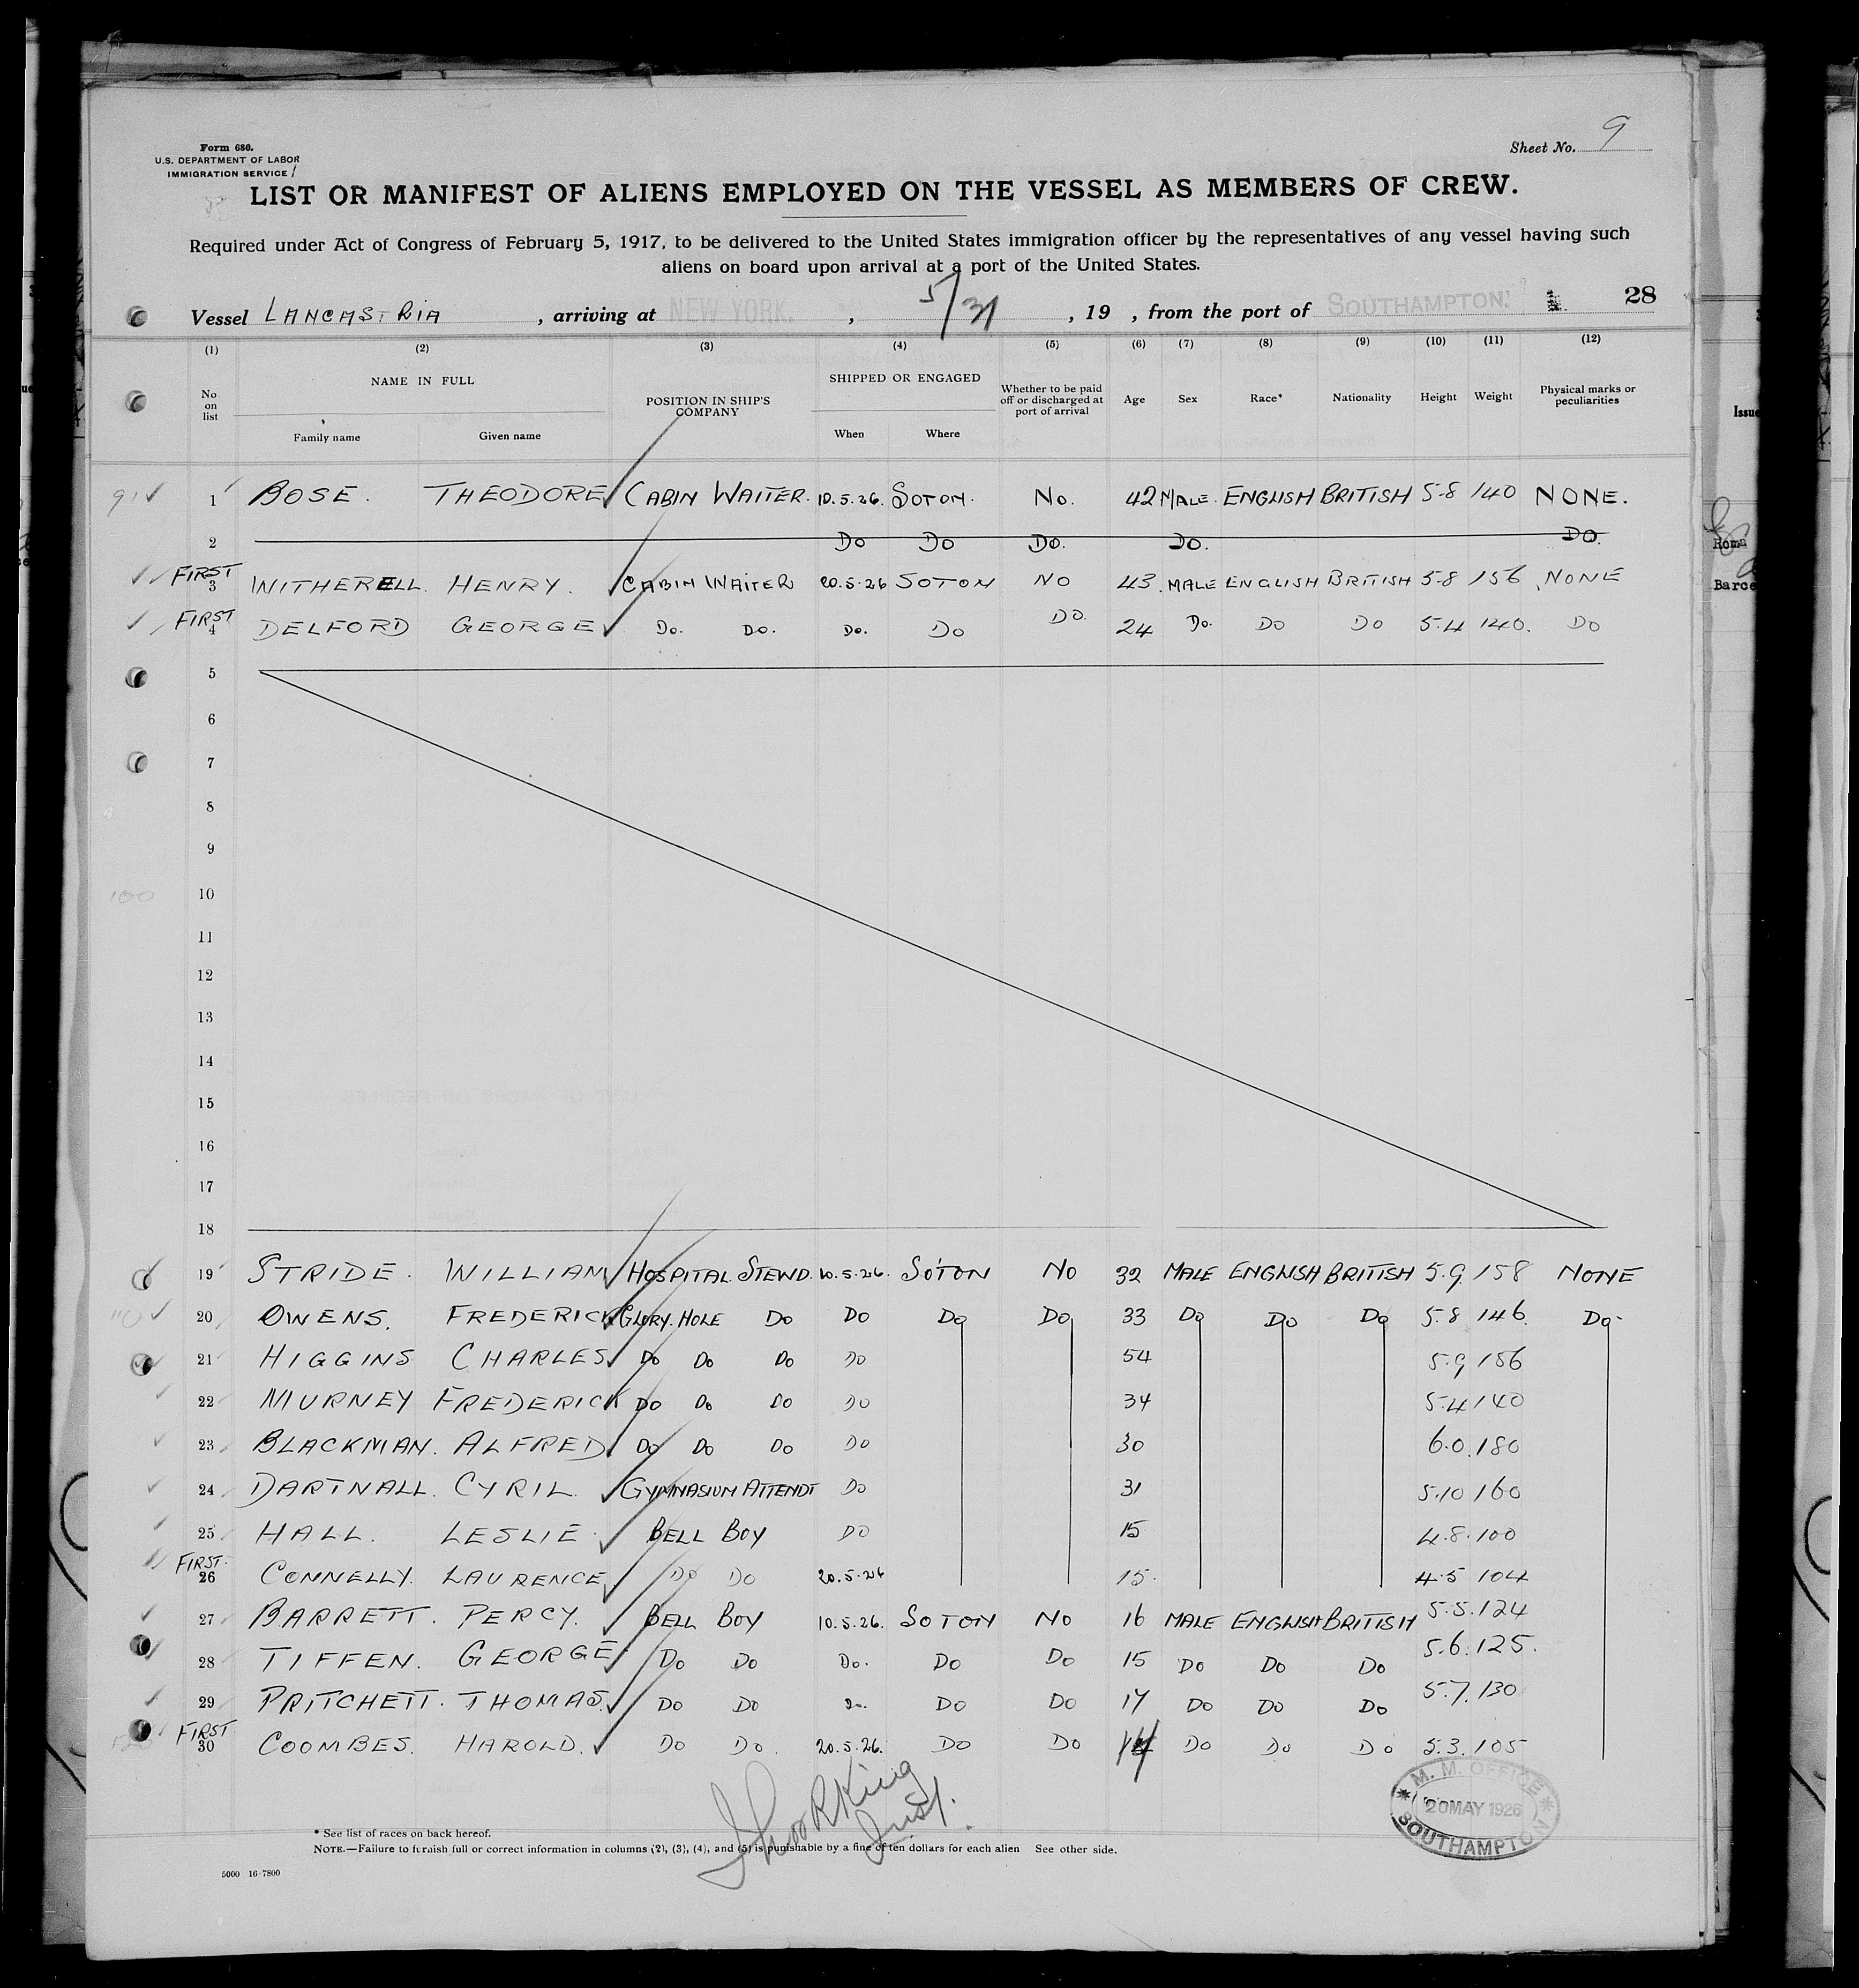 Form 686.
U.S. DEPARTMENT OF LABOR
IMMIGRATION SERVICE
Sheet No. 9
LIST OR MANIFEST OF ALIENS EMPLOYED ON THE VESSEL AS MEMBERS OF CREW.
Required under Act of Congress of February 5, 1917, to be delivered to the United States immigration officer by the representatives of any vessel having such
aliens on board upon arrival at a port of the United States.
Vessel LANCASTRIA , arriving at NEW YORK. , 5/31 , 19 , from the port of SOUTHAMPTON. 28
(1) (2) (3) (4) (5) (6) (7) (8) (9) (10) (11) (12)
No on list NAME IN FULL Family name Given name POSITION IN SHIP'S COMPANY SHIPPED OR ENGAGED When Where Whether to be paid off or discharged at port of arrival Age Sex Race* Nationality Height Weight Physical marks or peculiarities
91 1 BOSE. THEODORE CABIN WAITER. 10.5.26. SOTON. No. 42 MALE. ENGLISH BRITISH 5-8 140 NONE.
2 DO DO DO. DO. DO.
FIRST 3 WITHERELL. HENRY. CABIN WAITER 20.5.26 SOTON NO 43. MALE ENGLISH BRITISH 5-8 156 NONE
FIRST 4 DELFORD GEORGE DO. DO. DO. DO DO. 24 DO. DO DO 5.4 140. DO
5
6
7
8
9
100 10
11
12
13
14
15
16
17
18
19 STRIDE. WILLIAM HOSPITAL STEWD. 10.5.26. SOTON NO 32 MALE ENGLISH BRITISH 5.9 158 NONE
110 20 OWENS. FREDERICK GLORY HOLE DO DO DO DO 33 DO DO DO 5.8 146. DO.
21 HIGGINS CHARLES. DO DO DO DO 54 5.9 156
22 MURNEY FREDERICK DO DO DO DO 34 5.4 140
23 BLACKMAN. ALFRED. DO DO DO DO 30 6.0. 180
24 DARTNALL. CYRIL. GYMNASIUM ATTENDT DO 31 5.10 160
25 HALL. LESLIE. BELL BOY DO 15 4.8. 100
FIRST. 26 CONNELLY. LAURENCE DO DO 20.5.26 15. 4.5 104
27 BARRETT. PERCY. BELL BOY 10.5.26. SOTON NO 16 MALE ENGLISH BRITISH 5.5. 124
28 TIFFEN. GEORGE DO DO DO. DO DO 15 DO DO DO 5.6. 125.
29 PRITCHETT. THOMAS. DO DO DO. DO DO 17 DO DO DO 5.7. 130
FIRST 30 COOMBES. HAROLD. DO DO. 20.5.26. DO DO DO DO DO 5.3. 105
M. M. OFFICE
20 MAY 1926
SOUTHAMPTON
* See list of races on back hereof.
NOTE.—Failure to furnish full or correct information in columns (2), (3), (4), and (5) is punishable by a fine of ten dollars for each alien See other side.
5000 16-7800
Issue
Roma
Barce